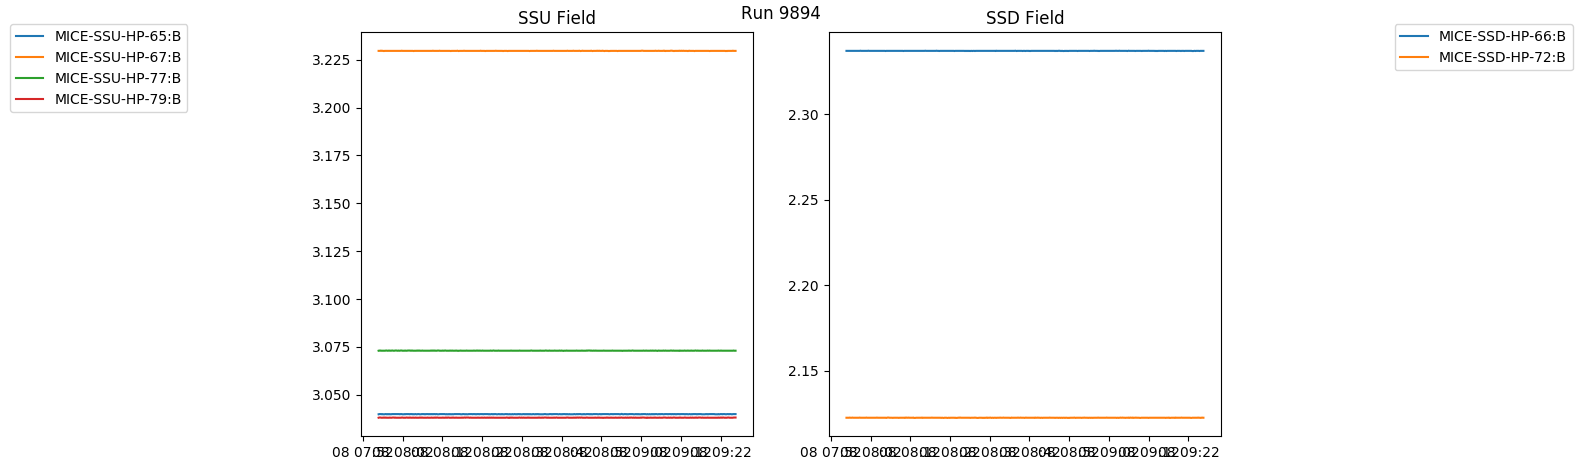 Run 9894
MICE-SSU-HP-65:B
MICE-SSU-HP-67:B
MICE-SSU-HP-77:B
MICE-SSU-HP-79:B
SSU Field
3.225
3.200
3.175
3.150
3.125
3.100
3.075
3.050
SSD Field
2.30
2.25
2.20
2.15
MICE-SSD-HP-66:B
MICE-SSD-HP-72:B